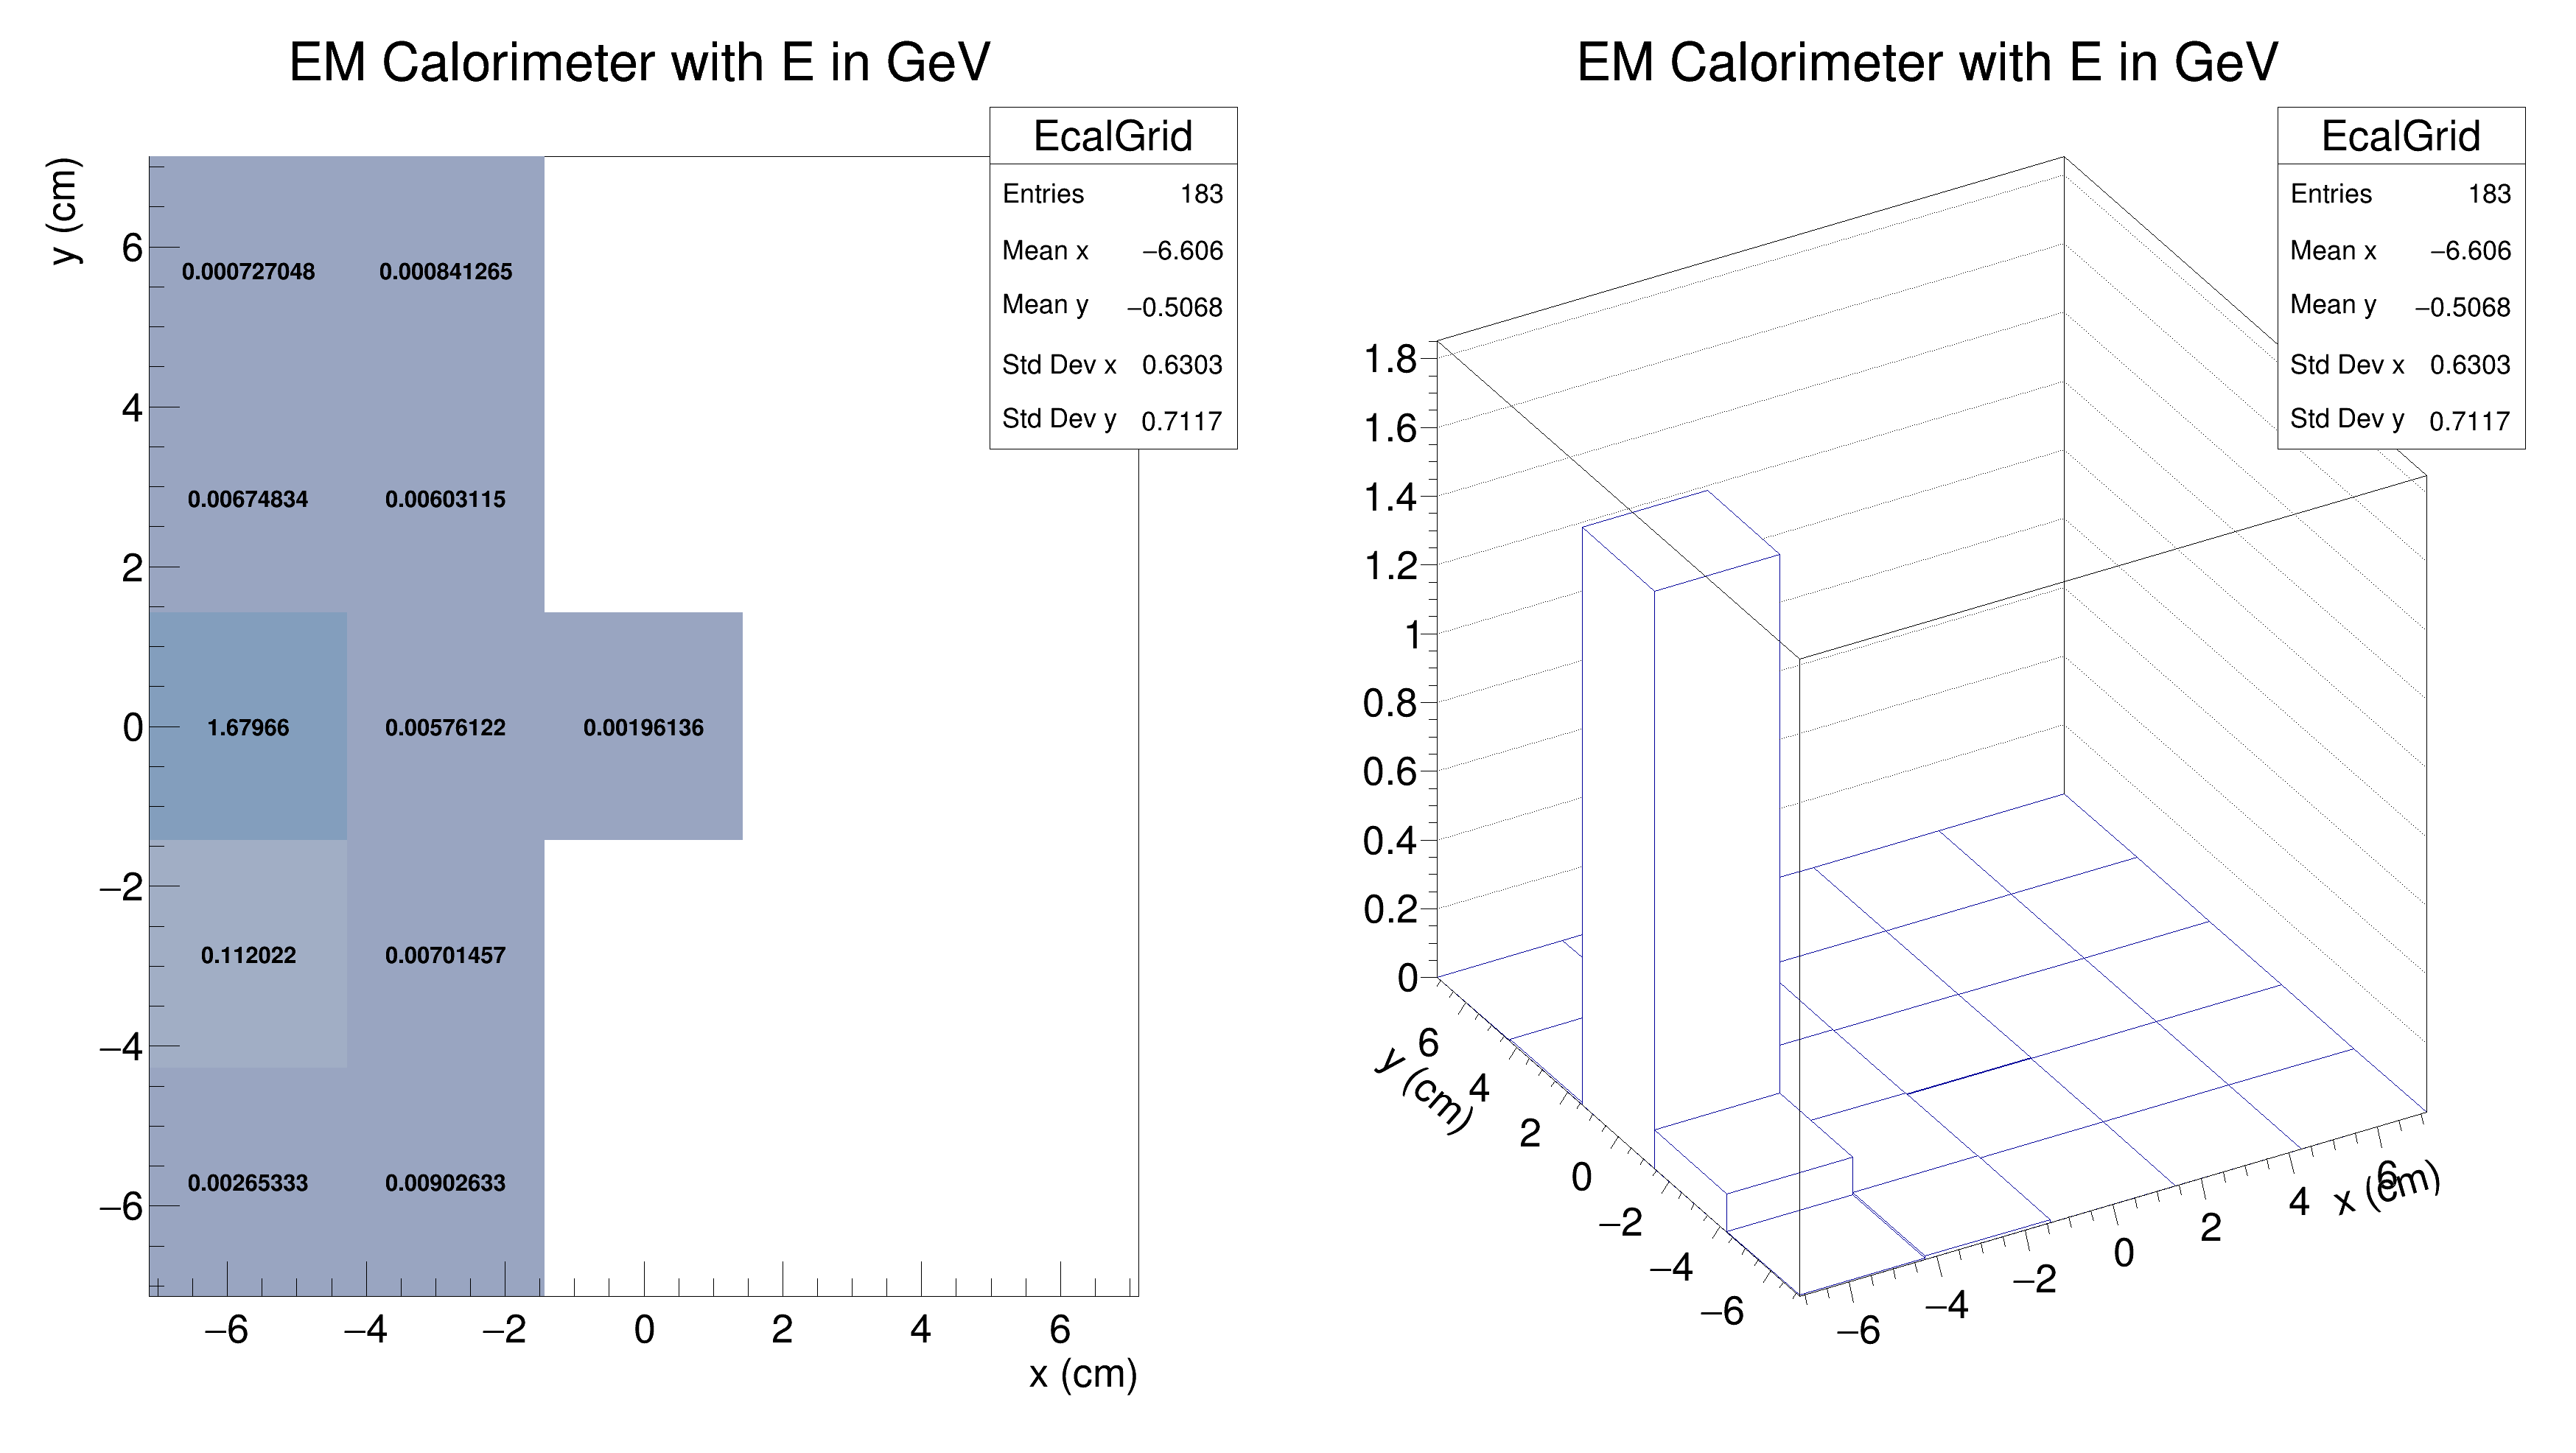 EM Calorimeter with E in GeV
EcalGrid
Entries 183
Mean x −6.606
Mean y −0.5068
Std Dev x 0.6303
Std Dev y 0.7117
y (cm)
6
4
2
0
−2
−4
−6
0.000727048 0.000841265
0.00674834 0.00603115
1.67966 0.00576122 0.00196136
0.112022 0.00701457
0.00265333 0.00902633
−6 −4 −2 0 2 4 6
x (cm)
EM Calorimeter with E in GeV
EcalGrid
Entries 183
Mean x −6.606
Mean y −0.5068
Std Dev x 0.6303
Std Dev y 0.7117
1.8
1.6
1.4
1.2
1
0.8
0.6
0.4
0.2
0
y (cm)
6
4
2
0
−2
−4
−6
−6 −4 −2 0 2 4 6
x (cm)